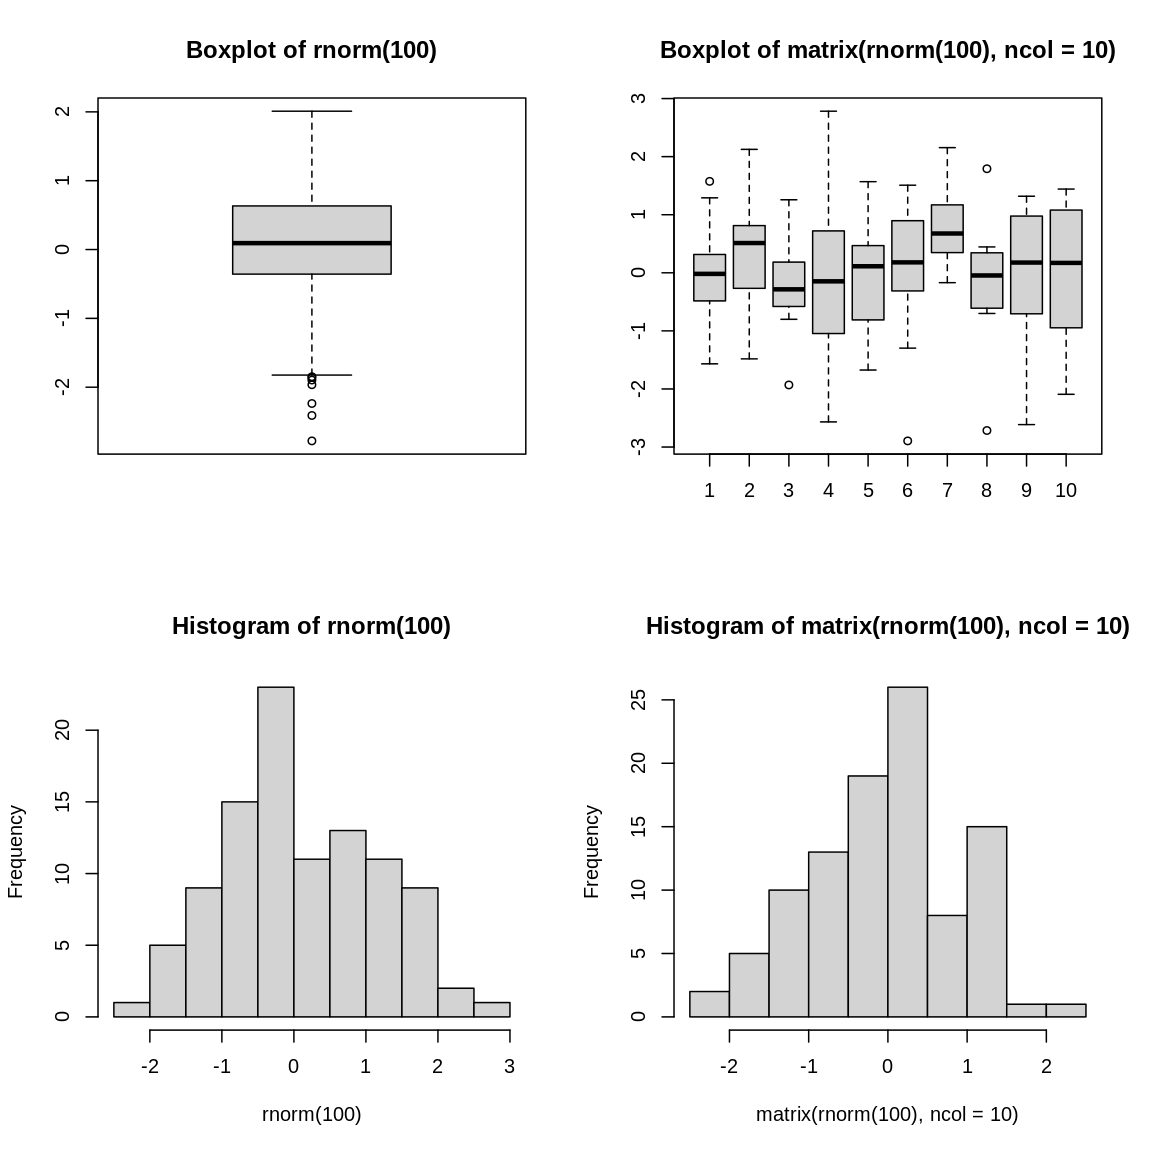 Boxplot of rnorm(100)
2
1
0
-1
-2
Boxplot of matrix(rnorm(100), ncol = 10)
3
2
1
0
-1
-2
-3
1 2 3 4 5 6 7 8 9 10
Histogram of rnorm(100)
Frequency
20
15
10
5
0
-2 -1 0 1 2 3
rnorm(100)
Histogram of matrix(rnorm(100), ncol = 10)
Frequency
25
20
15
10
5
0
-2 -1 0 1 2
matrix(rnorm(100), ncol = 10)